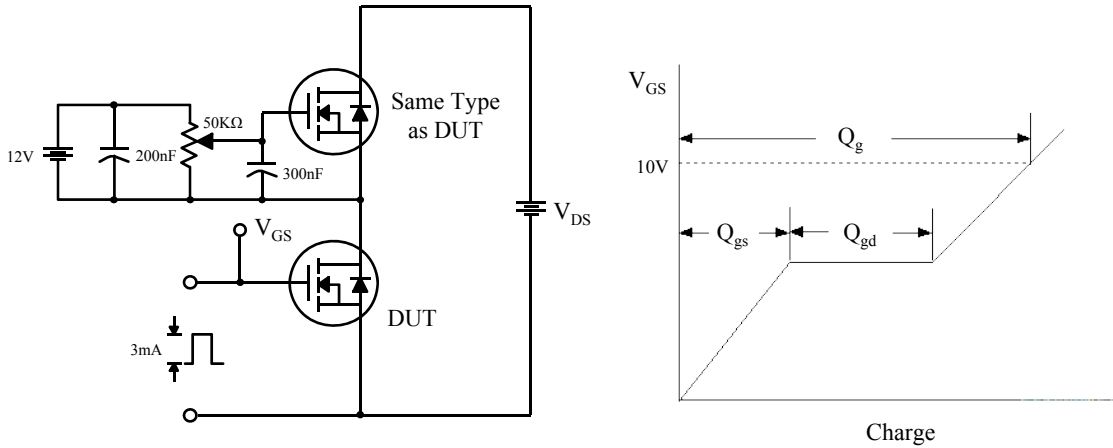 Same Type
as DUT
50KΩ
12V
200nF
300nF
V_GS
V_DS
DUT
3mA
V_GS
Q_g
10V
Q_gs
Q_gd
Charge